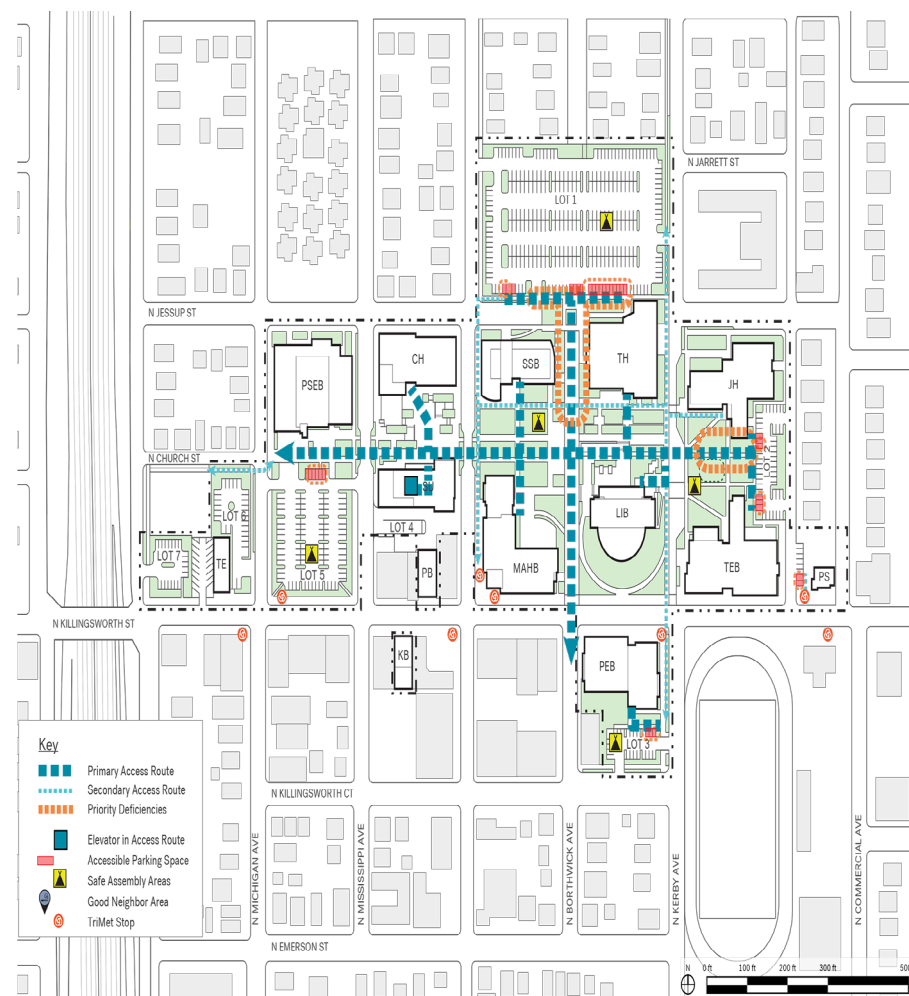 N JARRETT ST
LOT 1
N JESSUP ST
CH
SSB
TH
PSEB
JH
N CHURCH ST
SU
LOT 4
LIB
LOT 7
TE
LOT 5
PB
MAHB
TEB
PS
N KILLINGSWORTH ST
KB
PEB
LOT 3
Key
Primary Access Route
Secondary Access Route
Priority Deficiencies
Elevator in Access Route
Accessible Parking Space
Safe Assembly Areas
Good Neighbor Area
TriMet Stop
N KILLINGSWORTH CT
N MICHIGAN AVE
N MISSISSIPPI AVE
N BORTHWICK AVE
N KERBY AVE
N COMMERCIAL AVE
N EMERSON ST
N 0 ft 100 ft 200 ft 300 ft 500